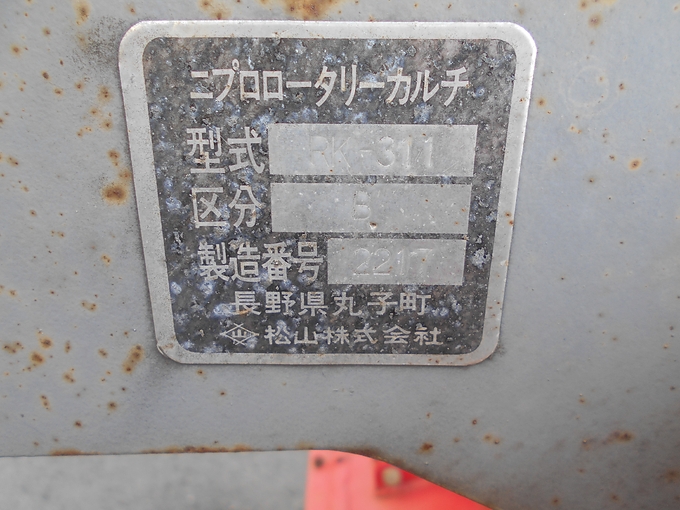 ニプロロータリーカルチ
型式 RK-311
区分 B
製造番号 2217
長野県丸子町
松山株式会社